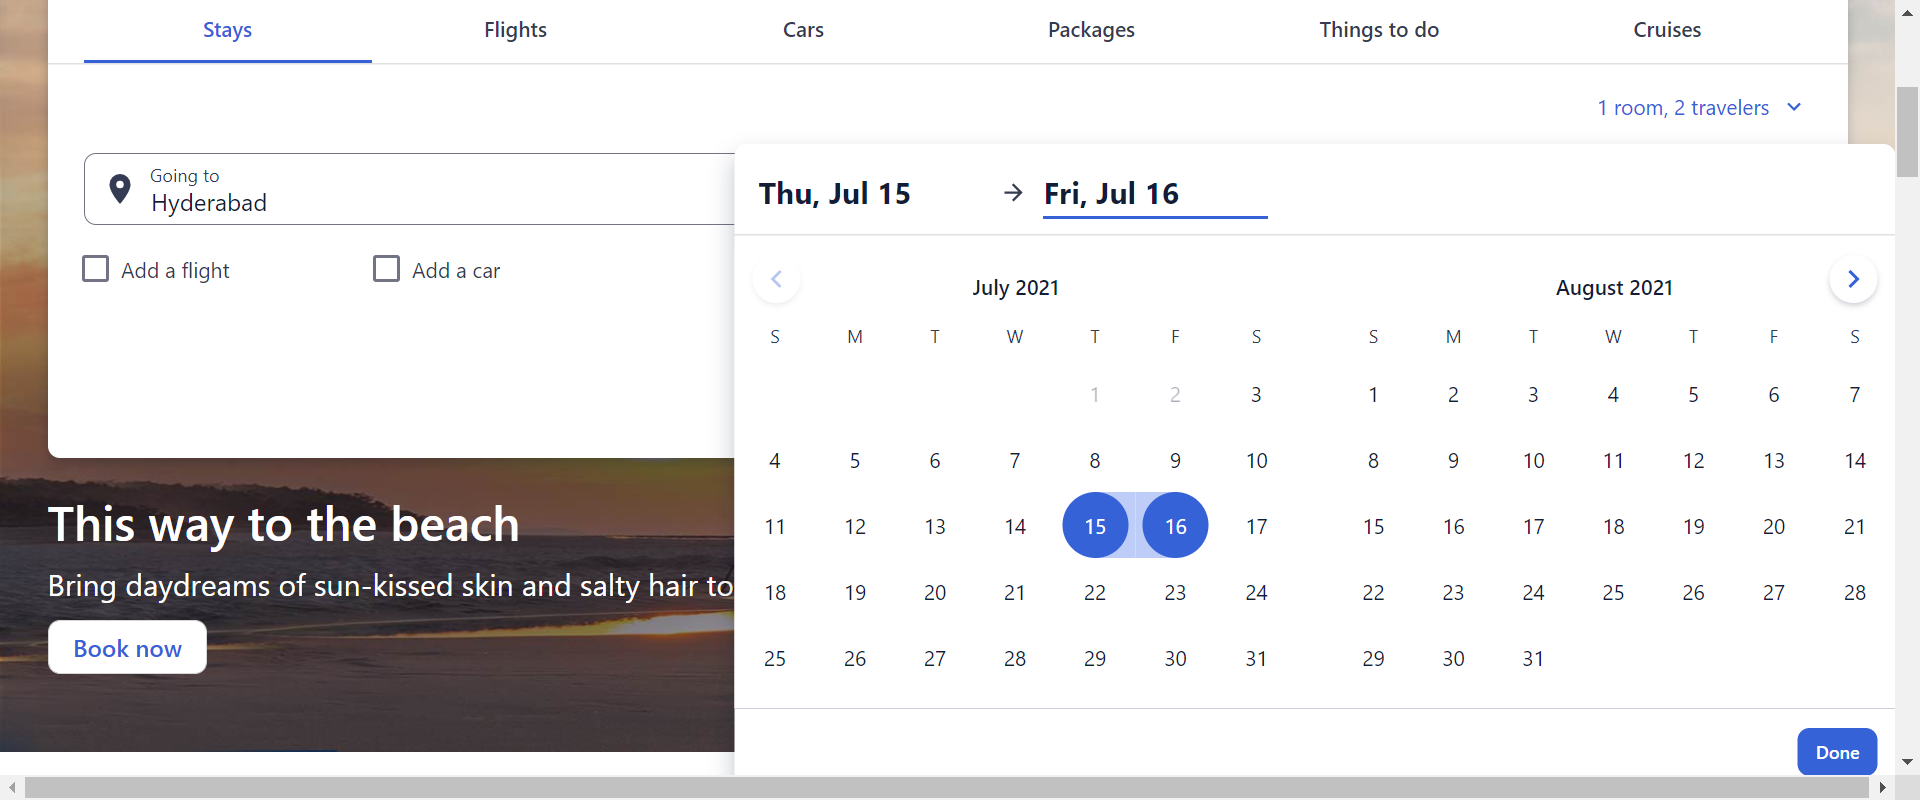 Stays Flights Cars Packages Things to do Cruises
1 room, 2 travelers
Going to
Hyderabad
Add a flight Add a car
Thu, Jul 15 → Fri, Jul 16
July 2021
S M T W T F S
1 2 3
4 5 6 7 8 9 10
11 12 13 14 15 16 17
18 19 20 21 22 23 24
25 26 27 28 29 30 31
August 2021
S M T W T F S
1 2 3 4 5 6 7
8 9 10 11 12 13 14
15 16 17 18 19 20 21
22 23 24 25 26 27 28
29 30 31
Done
This way to the beach
Bring daydreams of sun-kissed skin and salty hair to
Book now